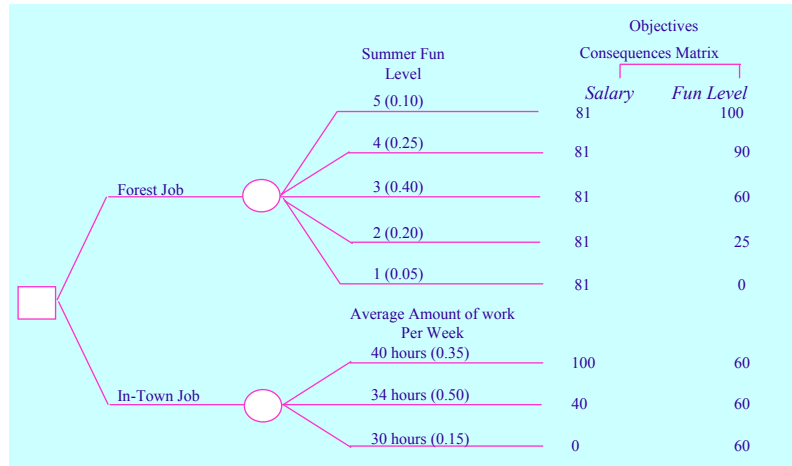 Objectives
Summer Fun
Level
Consequences Matrix
Salary Fun Level
5 (0.10) 81 100
4 (0.25) 81 90
Forest Job 3 (0.40) 81 60
2 (0.20) 81 25
1 (0.05) 81 0
Average Amount of work
Per Week
40 hours (0.35) 100 60
In-Town Job 34 hours (0.50) 40 60
30 hours (0.15) 0 60